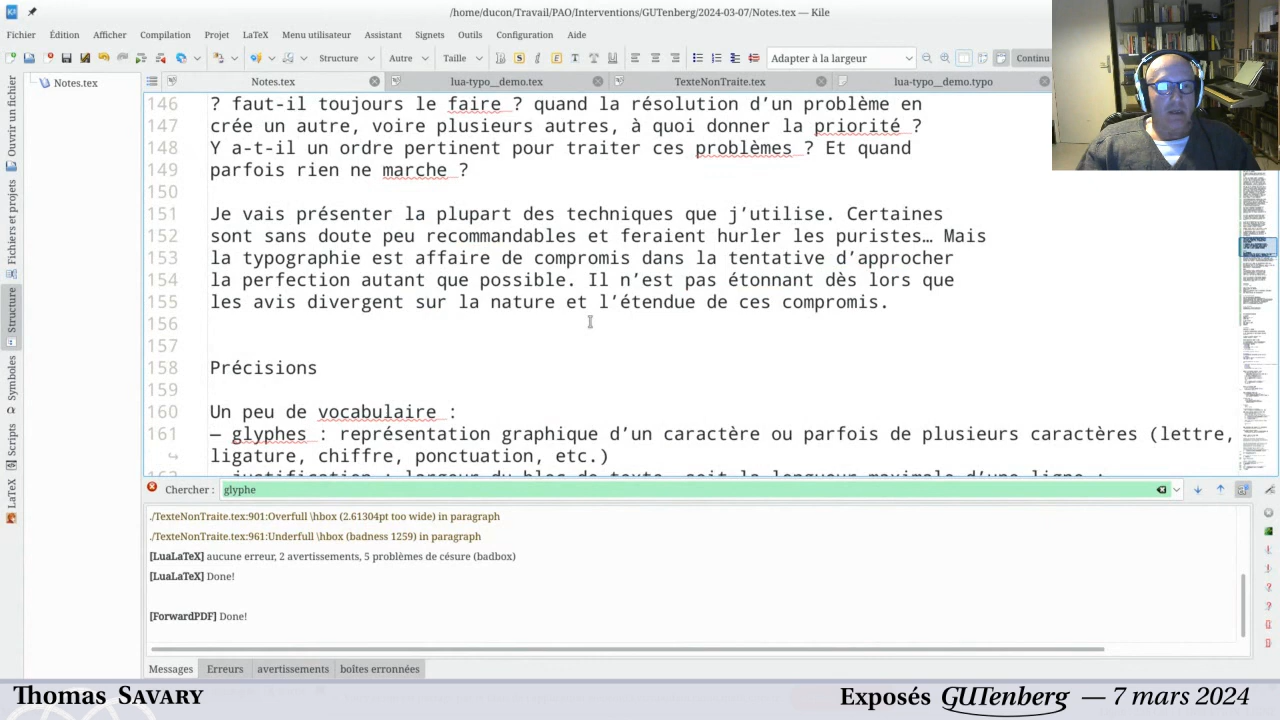 /home/ducon/Travail/PAO/Interventions/GUTenberg/2024-03-07/Notes.tex — Kile
Fichier Édition Afficher Compilation Projet LaTeX Menu utilisateur Assistant Signets Outils Configuration Aide
Structure Autre Taille Adapter à la largeur Continu
Notes.tex lua-typo__demo.tex TexteNonTraite.tex lua-typo__demo.typo
Ouvrir un fichier
Notes.tex
146 ? faut-il toujours le faire ? quand la résolution d’un problème en
147 crée un autre, voire plusieurs autres, à quoi donner la priorité ?
148 Y a-t-il un ordre pertinent pour traiter ces problèmes ? Et quand
149 parfois rien ne marche ?
150
151 Je vais présenter la plupart des techniques que j’utilise. Certaines
152 sont sans doute peu recommandables et feraient hurler les puristes… Mais
153 la typographie est affaire de compromis dans la tentative d’approcher
154 la perfection à défaut de l’atteindre. Il n’est pas étonnant dès lors que
155 les avis divergent sur la nature et l’étendue de ces compromis.
156
157
158 Précisions
159
160 Un peu de vocabulaire :
161 — glyphes : représentation graphique d’un caractère ou parfois de plusieurs caractères (lettre,
ligature, chiffre, ponctuation, etc.)
Chercher : glyphe
./TexteNonTraite.tex:901:Overfull \hbox (2.61304pt too wide) in paragraph
./TexteNonTraite.tex:961:Underfull \hbox (badness 1259) in paragraph
[LuaLaTeX] aucune erreur, 2 avertissements, 5 problèmes de césure (badbox)
[LuaLaTeX] Done!
[ForwardPDF] Done!
Messages Erreurs avertissements boîtes erronnées
Thomas SAVARY
Exposés GUTenberg — 7 mars 2024